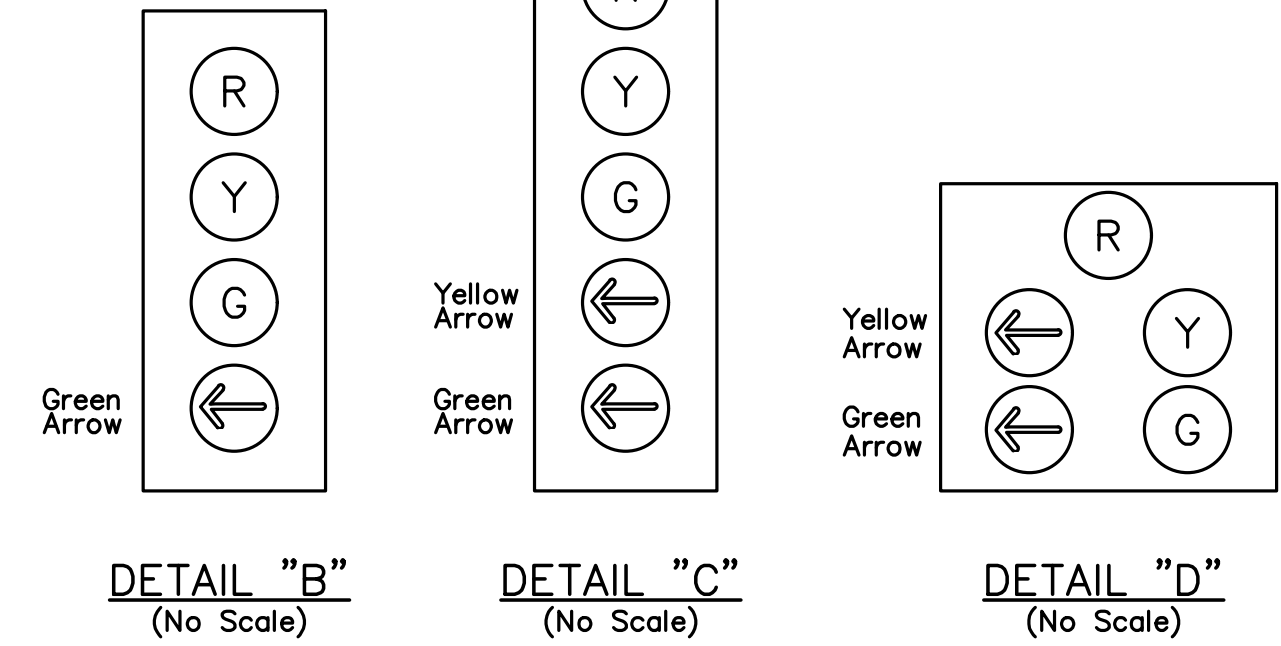 R
Y
G
Green
Arrow
DETAIL "B"
(No Scale)
Y
G
Yellow
Arrow
Green
Arrow
DETAIL "C"
(No Scale)
R
Yellow
Arrow
Y
Green
Arrow
G
DETAIL "D"
(No Scale)